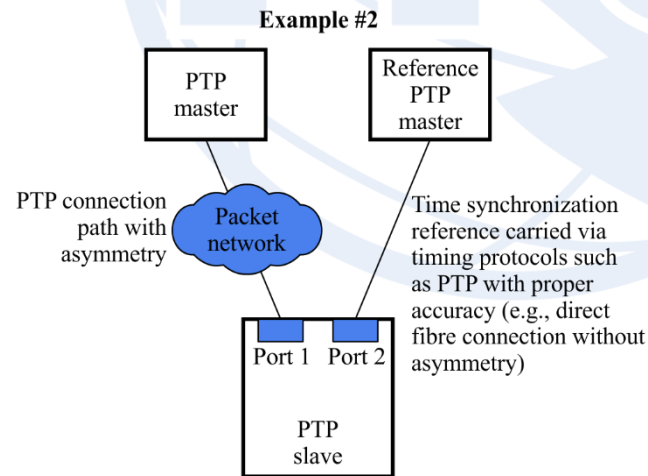 Example #2
PTP
master
Reference
PTP
master
PTP connection
path with
asymmetry
Packet
network
Time synchronization
reference carried via
timing protocols such
as PTP with proper
accuracy (e.g., direct
fibre connection without
asymmetry)
Port 1 Port 2
PTP
slave